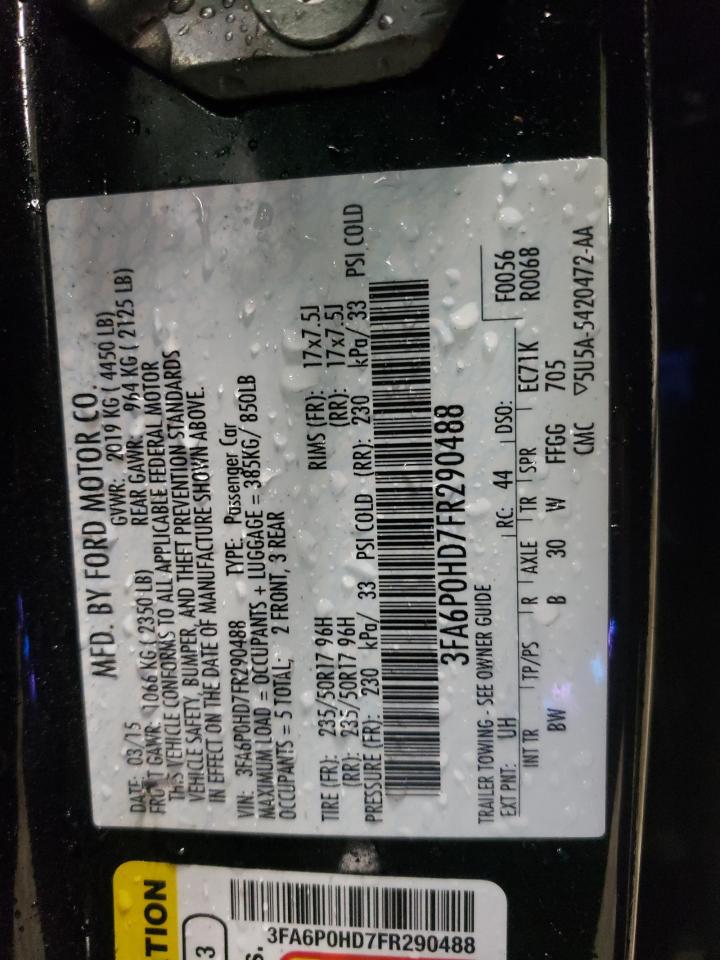 MFD. BY FORD MOTOR CO.
DATE: 03/15 GVWR: 2019 KG ( 4450 LB)
FRONT GAWR: 1066 KG ( 2350 LB) REAR GAWR: 964 KG ( 2125 LB)
THIS VEHICLE CONFORMS TO ALL APPLICABLE FEDERAL MOTOR
VEHICLE SAFETY, BUMPER, AND THEFT PREVENTION STANDARDS
IN EFFECT ON THE DATE OF MANUFACTURE SHOWN ABOVE.
VIN: 3FA6P0HD7FR290488 TYPE: Passenger Car
MAXIMUM LOAD = OCCUPANTS + LUGGAGE = 385KG/ 850LB
OCCUPANTS = 5 TOTAL: 2 FRONT, 3 REAR
TIRE (FR): 235/50R17 96H RIMS (FR): 17x7.5J
(RR): 235/50R17 96H (RR): 17x7.5J
PRESSURE (FR): 230 kPa/ 33 PSI COLD (RR): 230 kPa/ 33 PSI COLD
3FA6P0HD7FR290488
TRAILER TOWING - SEE OWNER GUIDE F0056
EXT PNT: UH RC: 44 DSO: R0068
INT TR TP/PS R AXLE TR SPR EC71K
BW B 30 W FFGG 705
CMC ▽5U5A-5420472-AA
TION
3
S.
3FA6P0HD7FR290488